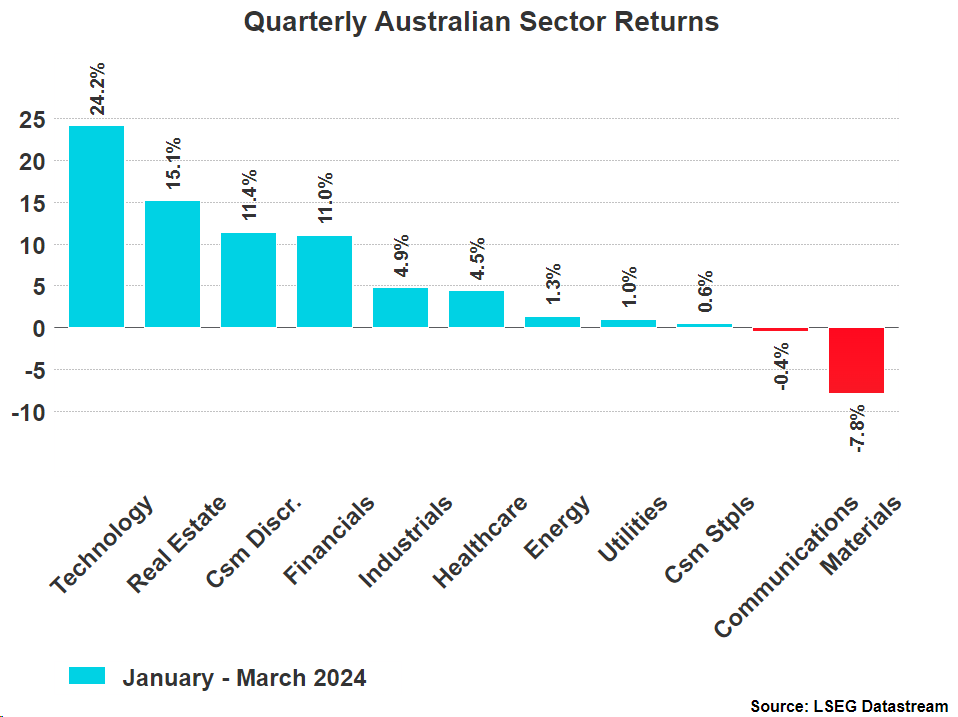 Quarterly Australian Sector Returns
24.2%
15.1%
11.4%
11.0%
4.9%
4.5%
1.3%
1.0%
0.6%
-0.4%
-7.8%
25
20
15
10
5
0
-5
-10
Technology
Real Estate
Csm Discr.
Financials
Industrials
Healthcare
Energy
Utilities
Csm Stpls
Communications
Materials
January - March 2024
Source: LSEG Datastream